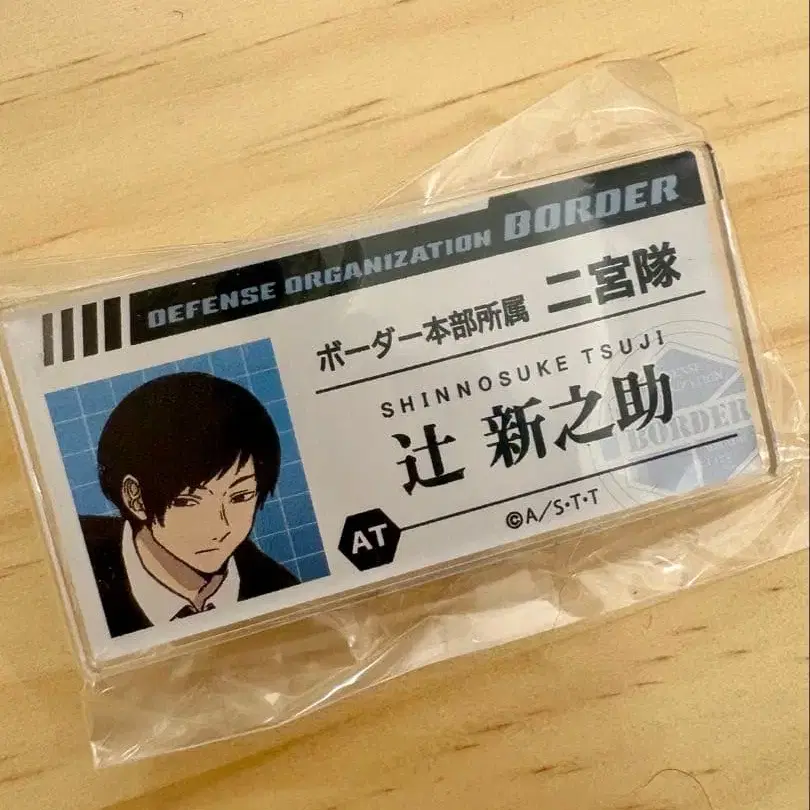 DEFENSE ORGANIZATION BORDER
ボーダー本部所属 二宮隊
SHINNOSUKE TSUJI
辻 新之助
AT
©A/S・T・T
BORDER